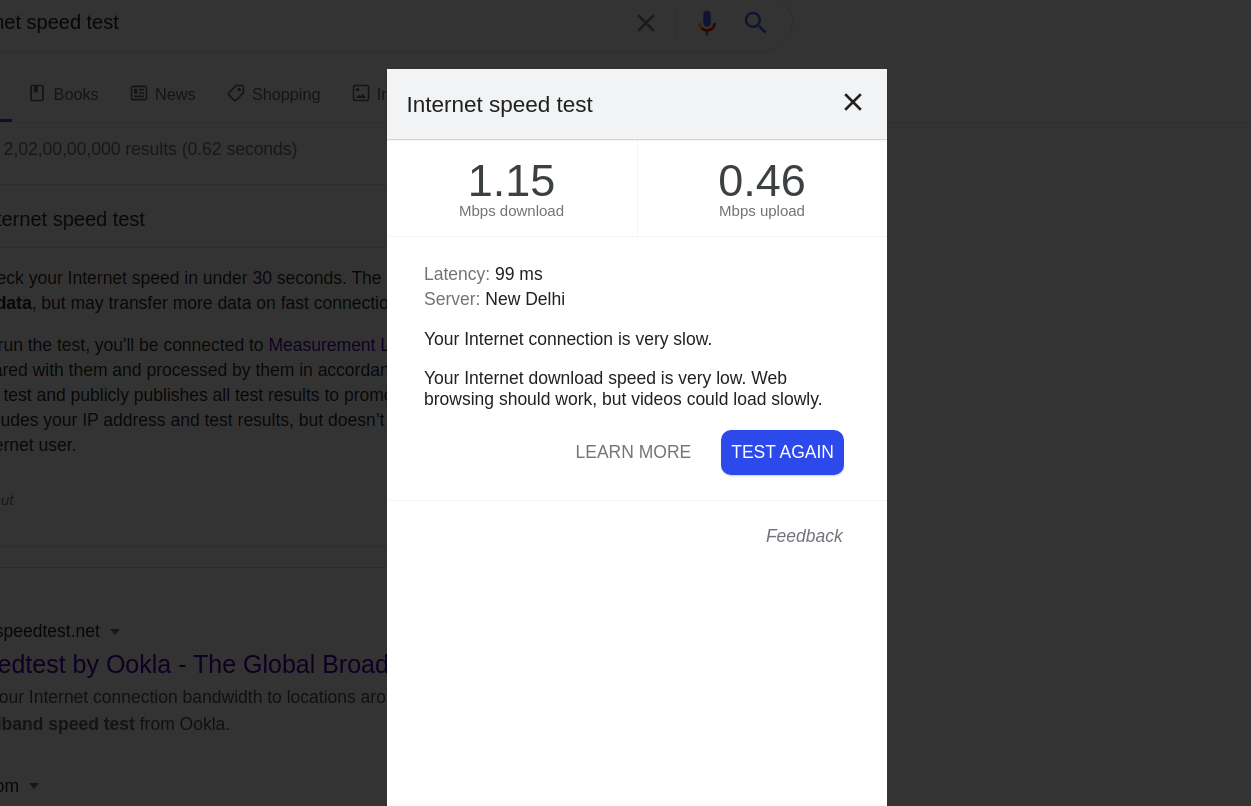 net speed test
Books
News
Shopping
2,02,00,00,000 results (0.62 seconds)
ternet speed test
eck your Internet speed in under 30 seconds. The
data, but may transfer more data on fast connectio
run the test, you'll be connected to Measurement L
ared with them and processed by them in accordan
test and publicly publishes all test results to promo
udes your IP address and test results, but doesn't
ernet user.
out
speedtest.net
edtest by Ookla - The Global Broad
our Internet connection bandwidth to locations aro
dband speed test from Ookla.
om
Internet speed test
1.15
Mbps download
0.46
Mbps upload
Latency: 99 ms
Server: New Delhi
Your Internet connection is very slow.
Your Internet download speed is very low. Web
browsing should work, but videos could load slowly.
LEARN MORE
TEST AGAIN
Feedback